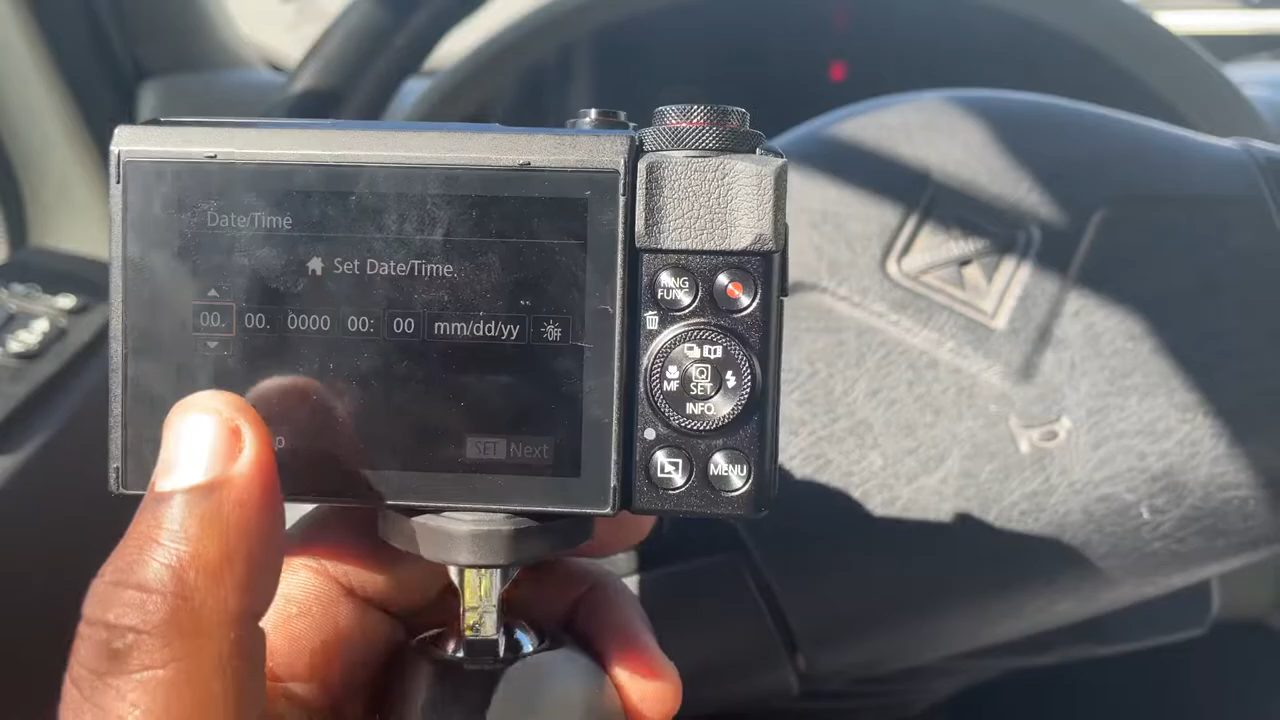 Date/Time
Set Date/Time.
00. 00. 0000 00: 00 mm/dd/yy OFF
SET Next
RING
FUNC.
MF
Q
SET
INFO.
MENU